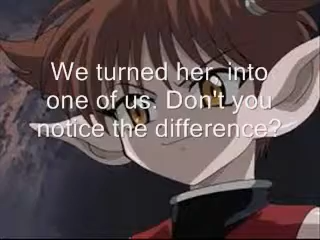 We turned her  into
one of us. Don't you
notice the difference?